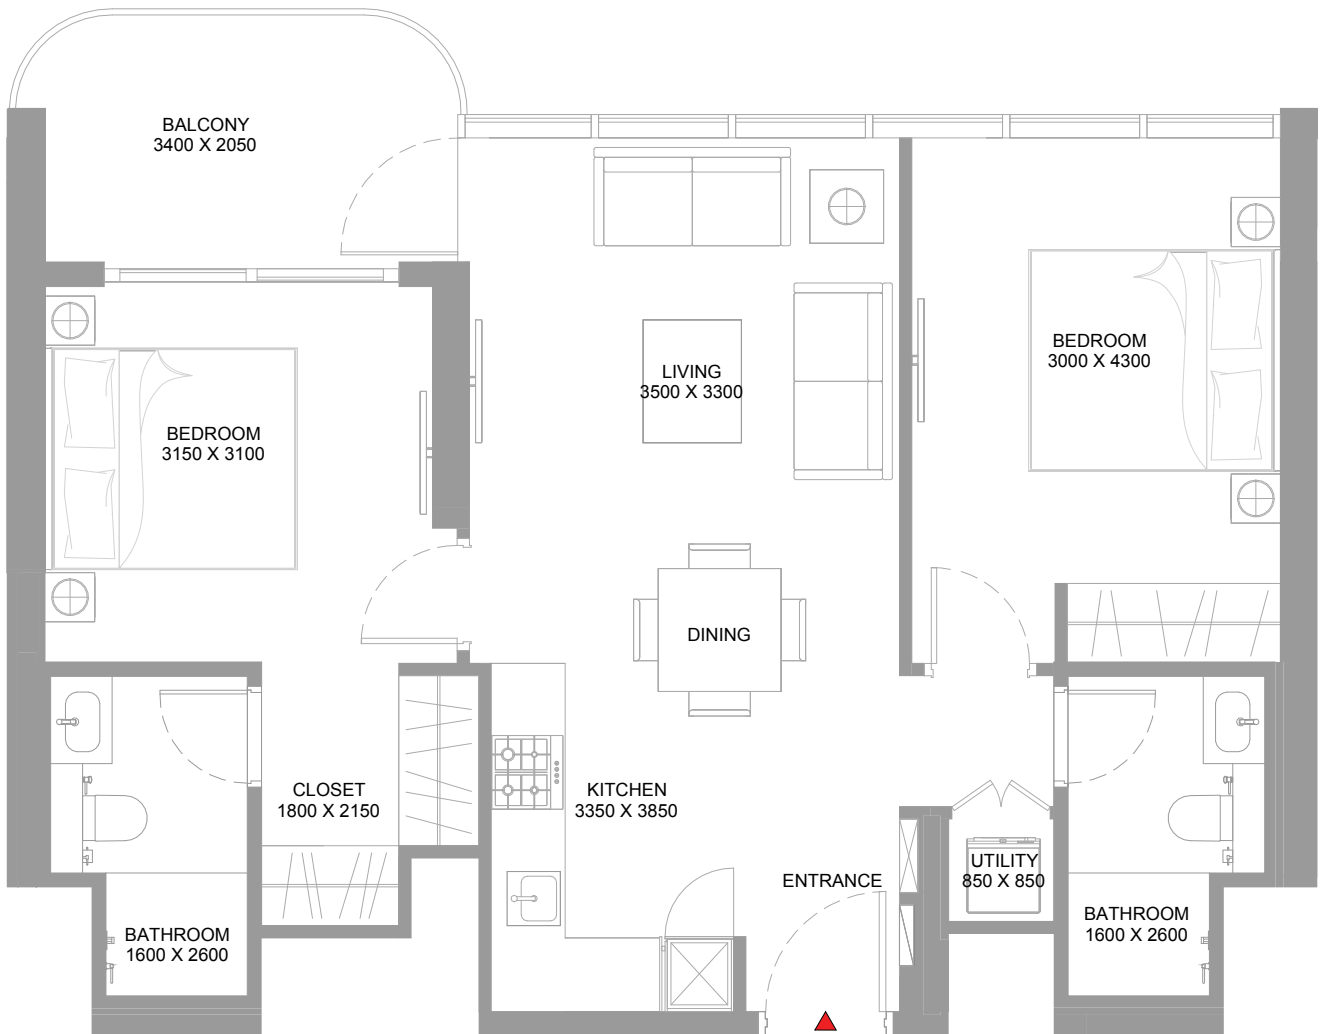 BALCONY
3400 X 2050
BEDROOM
3000 X 4300
LIVING
3500 X 3300
BEDROOM
3150 X 3100
DINING
CLOSET
1800 X 2150
KITCHEN
3350 X 3850
UTILITY
850 X 850
ENTRANCE
BATHROOM
1600 X 2600
BATHROOM
1600 X 2600